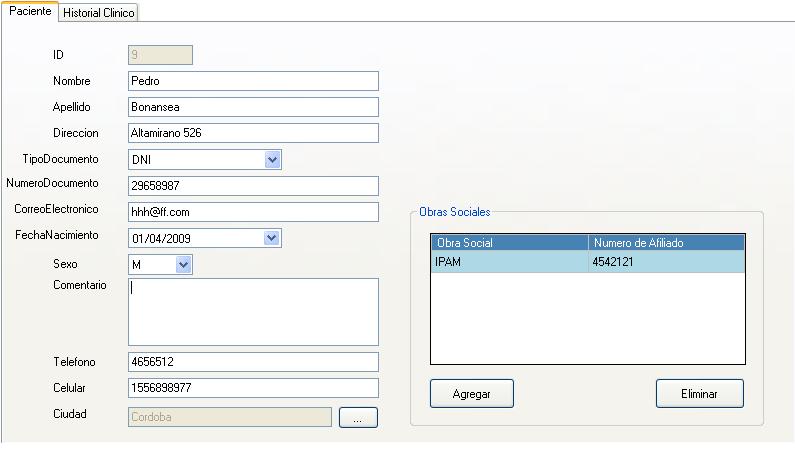 Paciente Historial Clinico
ID 9
Nombre Pedro
Apellido Bonansea
Direccion Altamirano 526
TipoDocumento DNI
NumeroDocumento 29658987
CorreoElectronico hhh@ff.com
FechaNacimiento 01/04/2009
Sexo M
Comentario
Telefono 4656512
Celular 1556898977
Ciudad Cordoba ...
Obras Sociales
Obra Social Numero de Afiliado
IPAM 4542121
Agregar Eliminar